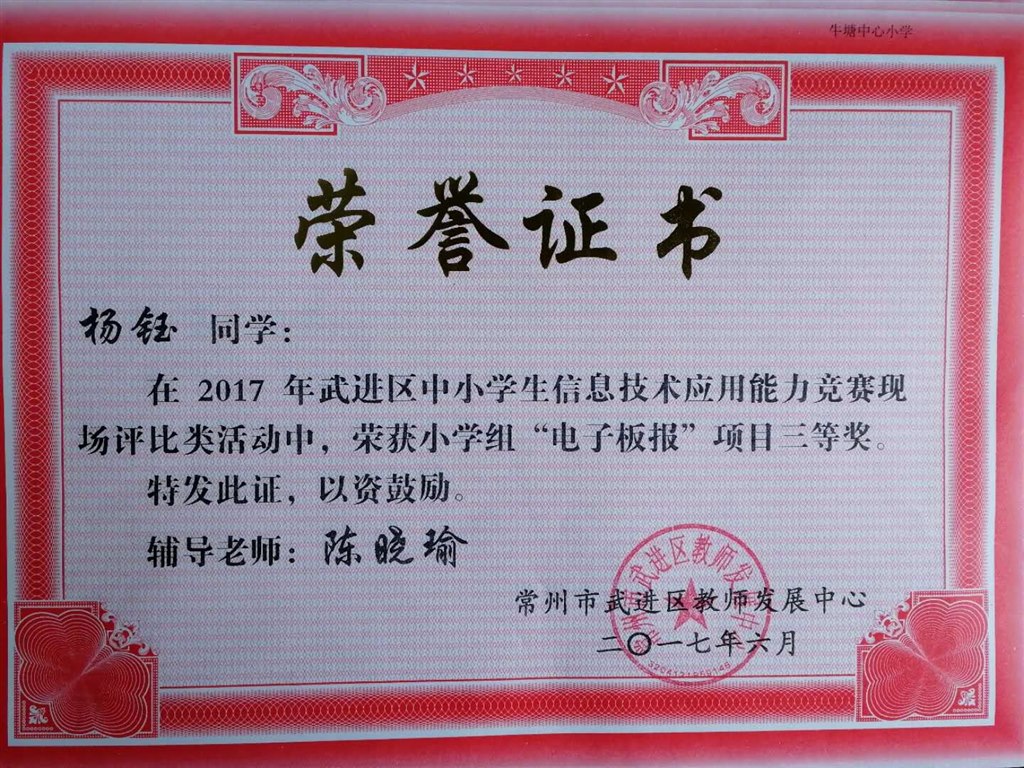 牛塘中心小学
荣誉证书
杨钰 同学：
在 2017 年武进区中小学生信息技术应用能力竞赛现
场评比类活动中，荣获小学组“电子板报”项目三等奖。
特发此证，以资鼓励。
辅导老师：陈晓瑜
常州市武进区教师发展中心
二〇一七年六月